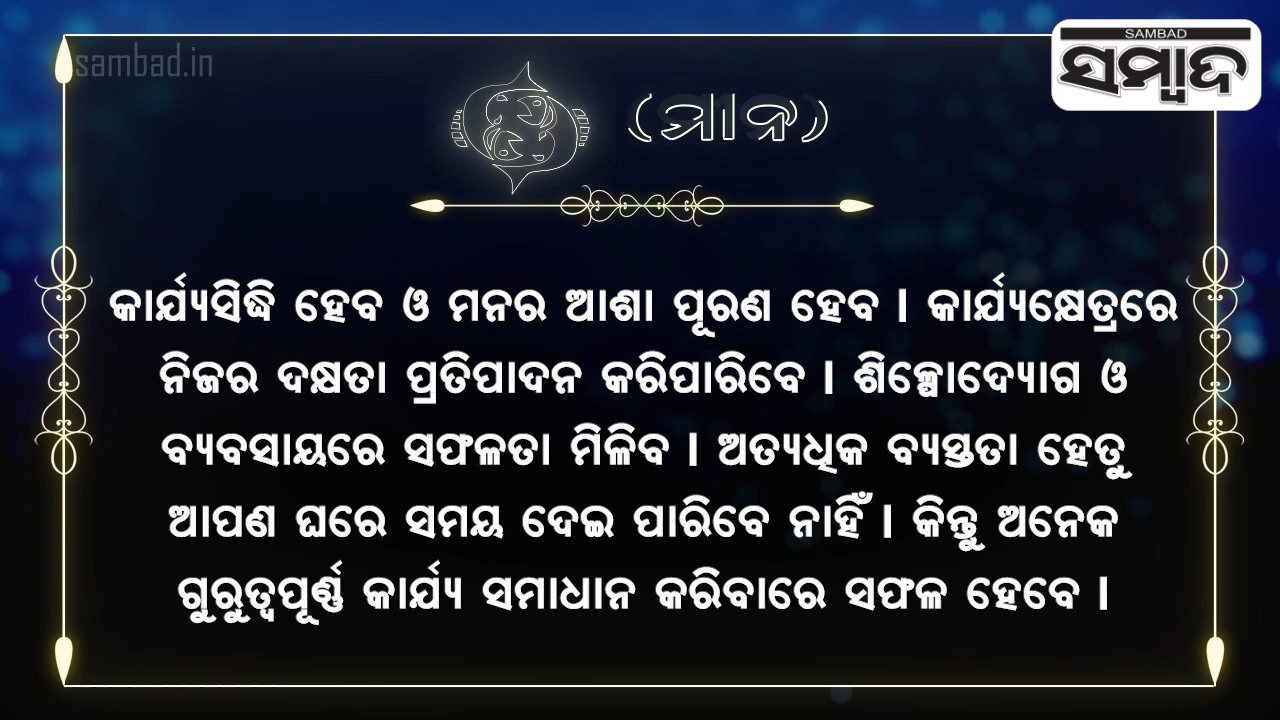 sambad.in
SAMBAD
ସମ୍ବାଦ
(ମୀନ)
କାର୍ଯ୍ୟସିଦ୍ଧି ହେବ ଓ ମନର ଆଶା ପୂରଣ ହେବ । କାର୍ଯ୍ୟକ୍ଷେତ୍ରରେ
ନିଜର ଦକ୍ଷତା ପ୍ରତିପାଦନ କରିପାରିବେ । ଶିଳ୍ପୋଦ୍ୟୋଗ ଓ
ବ୍ୟବସାୟରେ ସଫଳତା ମିଳିବ । ଅତ୍ୟଧିକ ବ୍ୟସ୍ତତା ହେତୁ
ଆପଣ ଘରେ ସମୟ ଦେଇ ପାରିବେ ନାହିଁ । କିନ୍ତୁ ଅନେକ
ଗୁରୁତ୍ୱପୂର୍ଣ୍ଣ କାର୍ଯ୍ୟ ସମାଧାନ କରିବାରେ ସଫଳ ହେବେ ।